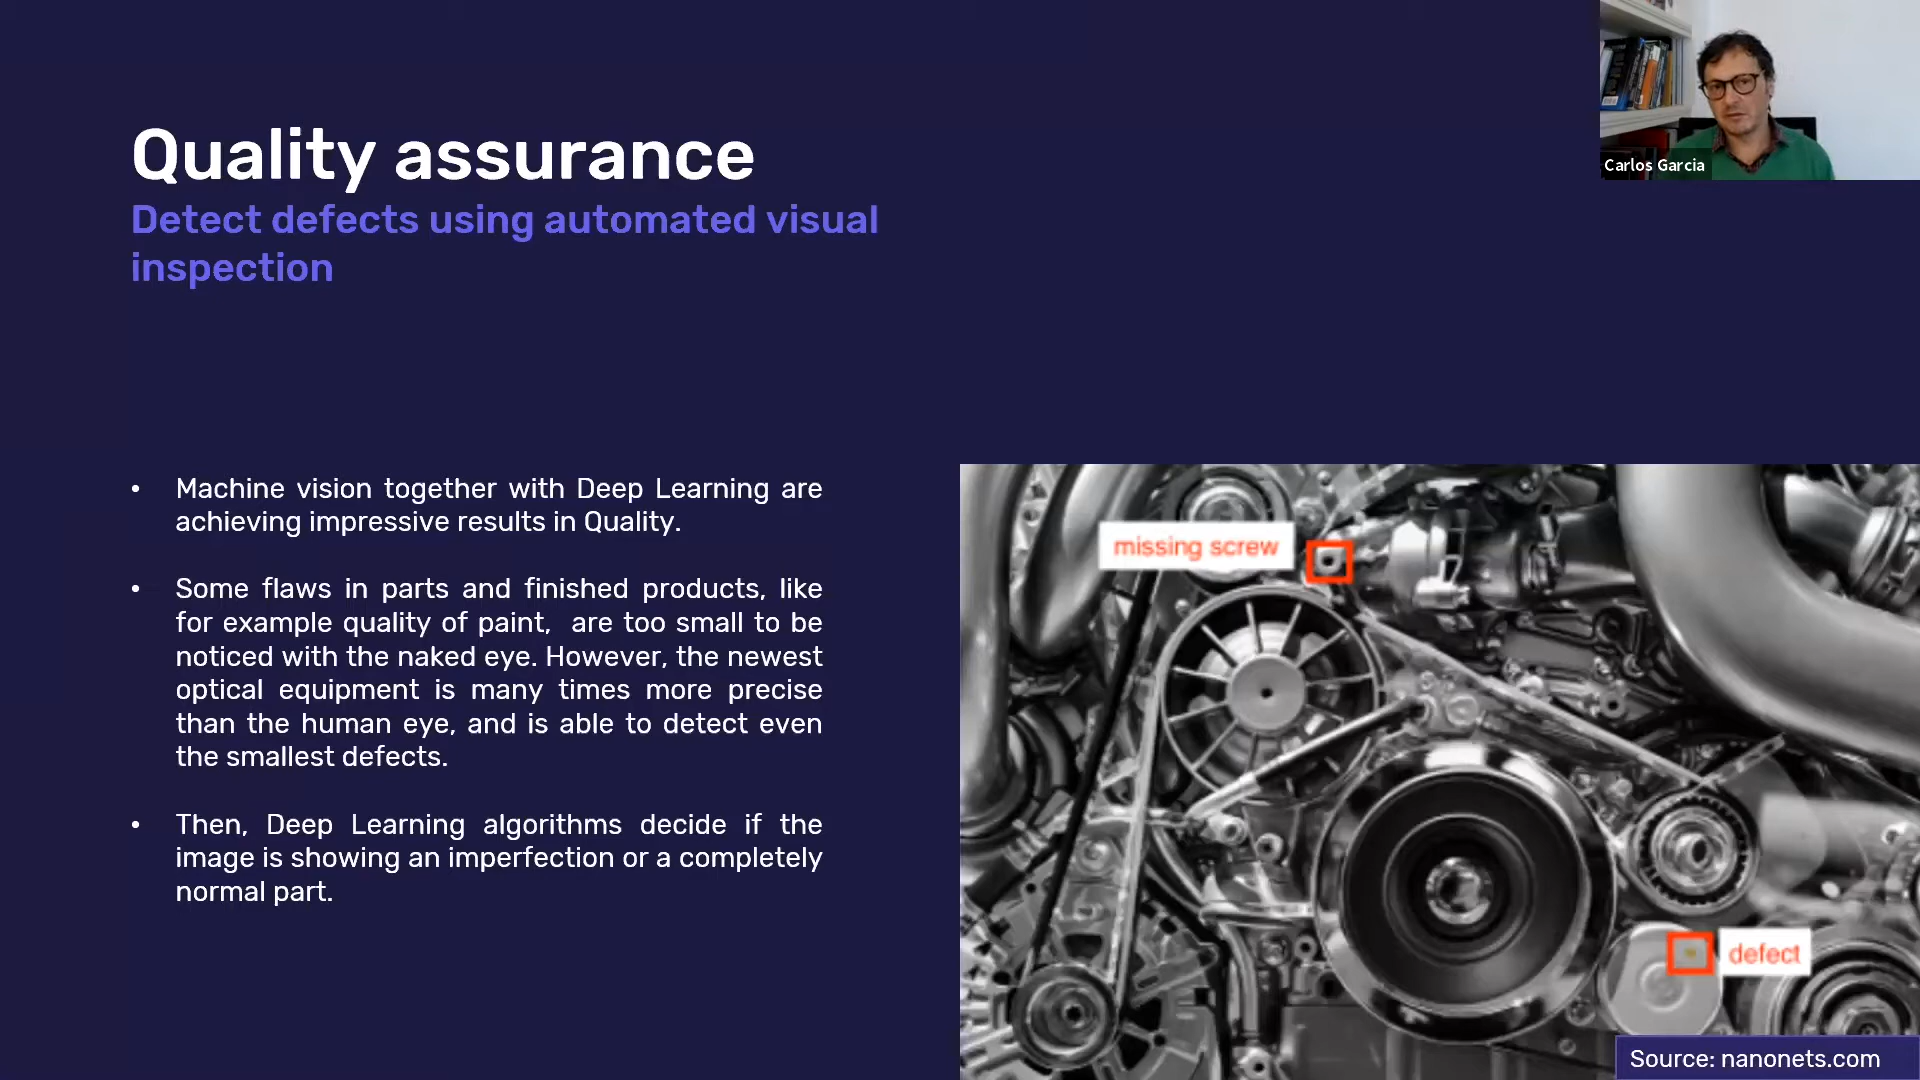 Quality assurance
Detect defects using automated visual
inspection
Carlos Garcia
• Machine vision together with Deep Learning are
achieving impressive results in Quality.
• Some flaws in parts and finished products, like
for example quality of paint,  are too small to be
noticed with the naked eye. However, the newest
optical equipment is many times more precise
than the human eye, and is able to detect even
the smallest defects.
• Then, Deep Learning algorithms decide if the
image is showing an imperfection or a completely
normal part.
missing screw
defect
Source: nanonets.com